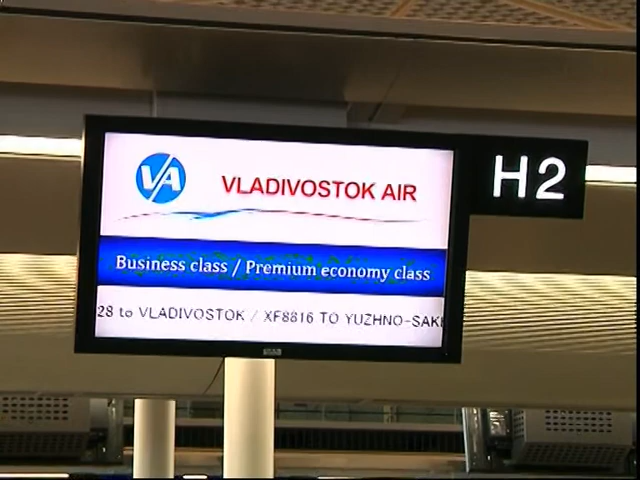 VA VLADIVOSTOK AIR
H2
Business class / Premium economy class
28 to VLADIVOSTOK / XF8816 TO YUZHNO-SAK